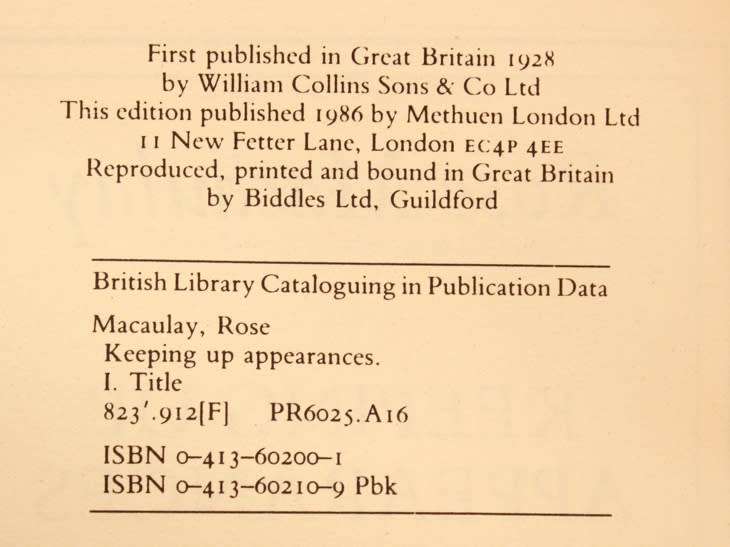 First published in Great Britain 1928
by William Collins Sons & Co Ltd
This edition published 1986 by Methuen London Ltd
11 New Fetter Lane, London EC4P 4EE
Reproduced, printed and bound in Great Britain
by Biddles Ltd, Guildford
British Library Cataloguing in Publication Data
Macaulay, Rose
Keeping up appearances.
I. Title
823'.912[F] PR6025.A16
ISBN 0–413–60200–1
ISBN 0–413–60210–9 Pbk